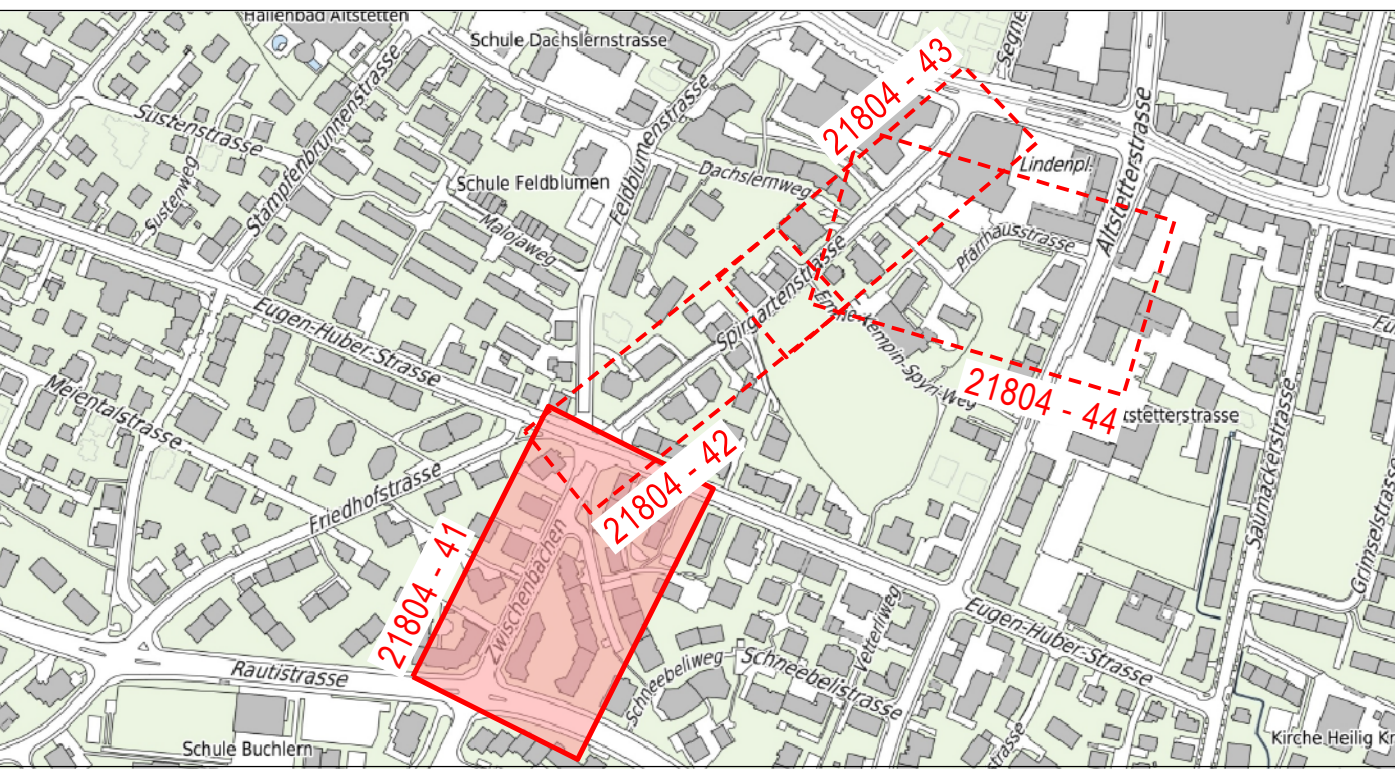 Hallenbad Altstetten
Schule Dachslernstrasse
21804 - 43
Altstetterstrasse
Feldblumenstrasse
Stampfenbrunnenstrasse
Sustenstrasse
Sustenweg
Schule Feldblumen
Dachslernweg
Lindenpl.
Malojaweg
Pfarrhausstrasse
Spirgartenstrasse
Emilie-Kempin-Spyri-Weg
Eugen-Huber-Strasse
Meientalstrasse
21804 - 44
Saumackerstrasse
Grimselstrasse
Friedhofstrasse
21804 - 42
21804 - 41
Zwischenbächen
Vetterliweg
Eugen-Huber-Strasse
Rautistrasse
Schneebeliweg
Schneebelistrasse
Schule Buchlern
Kirche Heilig Kr